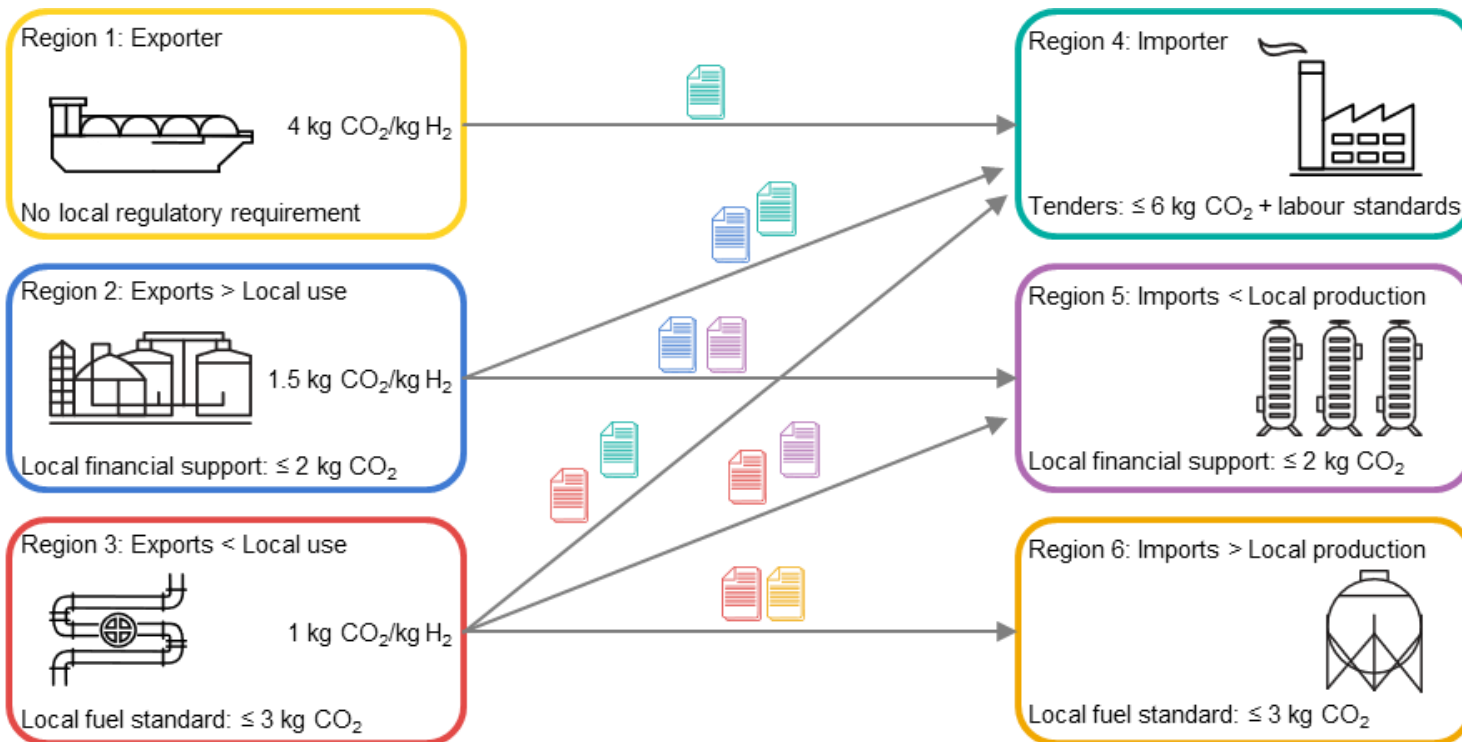 Region 1: Exporter
4 kg CO₂/kg H₂
No local regulatory requirement
Region 2: Exports > Local use
1.5 kg CO₂/kg H₂
Local financial support: ≤ 2 kg CO₂
Region 3: Exports < Local use
1 kg CO₂/kg H₂
Local fuel standard: ≤ 3 kg CO₂
Region 4: Importer
Tenders: ≤ 6 kg CO₂ + labour standards
Region 5: Imports < Local production
Local financial support: ≤ 2 kg CO₂
Region 6: Imports > Local production
Local fuel standard: ≤ 3 kg CO₂